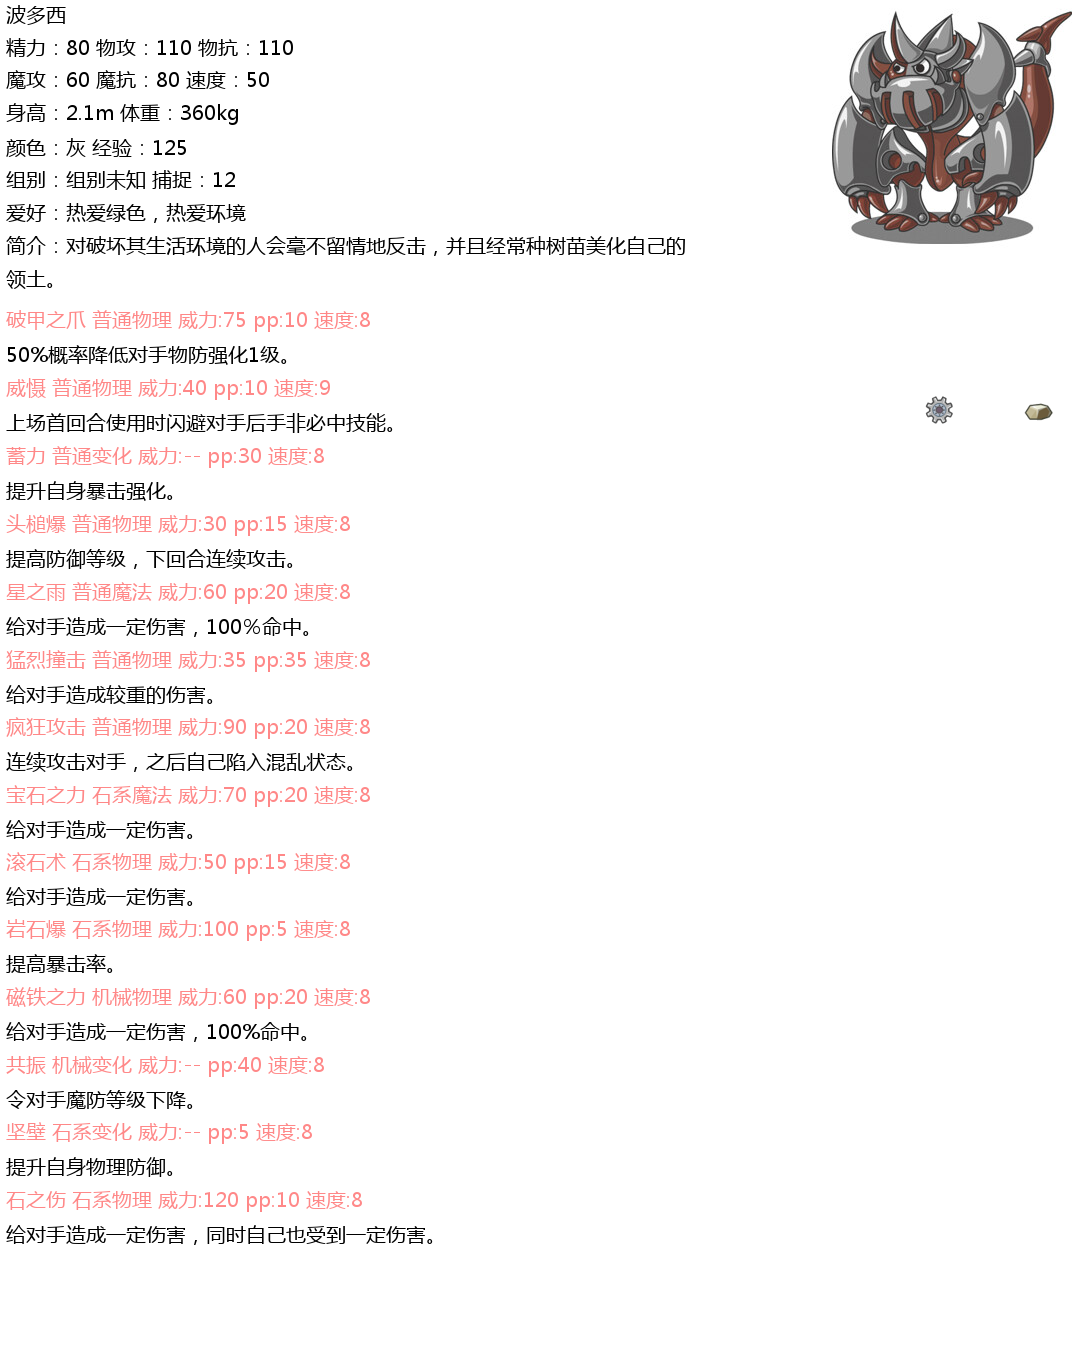 波多西
精力：80 物攻：110 物抗：110
魔攻：60 魔抗：80 速度：50
身高：2.1m 体重：360kg
颜色：灰 经验：125
组别：组别未知 捕捉：12
爱好：热爱绿色，热爱环境
简介：对破坏其生活环境的人会毫不留情地反击，并且经常种树苗美化自己的
领土。
破甲之爪 普通物理 威力:75 pp:10 速度:8
50%概率降低对手物防强化1级。
威慑 普通物理 威力:40 pp:10 速度:9
上场首回合使用时闪避对手后手非必中技能。
蓄力 普通变化 威力:-- pp:30 速度:8
提升自身暴击强化。
头槌爆 普通物理 威力:30 pp:15 速度:8
提高防御等级，下回合连续攻击。
星之雨 普通魔法 威力:60 pp:20 速度:8
给对手造成一定伤害，100％命中。
猛烈撞击 普通物理 威力:35 pp:35 速度:8
给对手造成较重的伤害。
疯狂攻击 普通物理 威力:90 pp:20 速度:8
连续攻击对手，之后自己陷入混乱状态。
宝石之力 石系魔法 威力:70 pp:20 速度:8
给对手造成一定伤害。
滚石术 石系物理 威力:50 pp:15 速度:8
给对手造成一定伤害。
岩石爆 石系物理 威力:100 pp:5 速度:8
提高暴击率。
磁铁之力 机械物理 威力:60 pp:20 速度:8
给对手造成一定伤害，100%命中。
共振 机械变化 威力:-- pp:40 速度:8
令对手魔防等级下降。
坚壁 石系变化 威力:-- pp:5 速度:8
提升自身物理防御。
石之伤 石系物理 威力:120 pp:10 速度:8
给对手造成一定伤害，同时自己也受到一定伤害。